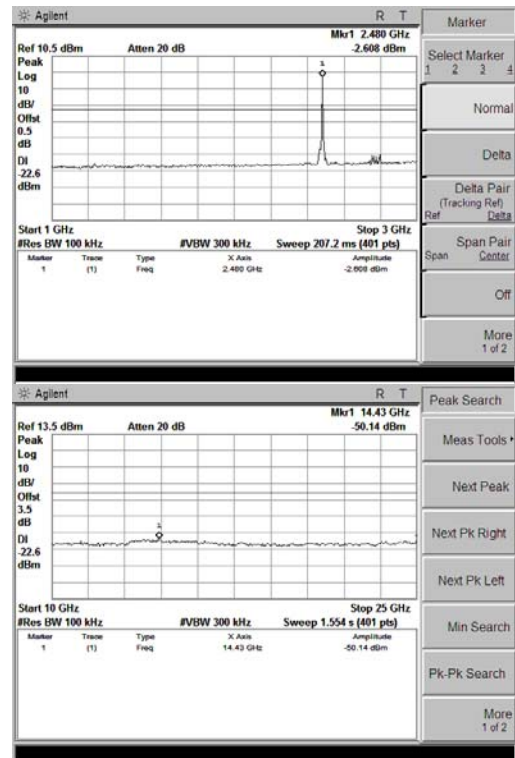 Agilent R T
Mkr1 2.480 GHz
Ref 10.5 dBm Atten 20 dB -2.608 dBm
Peak
Log
10
dB/
Offst
0.5
dB
DI
-22.6
dBm
1
Start 1 GHz Stop 3 GHz
#Res BW 100 kHz #VBW 300 kHz Sweep 207.2 ms (401 pts)
Marker Trace Type X Axis Amplitude
1 (1) Freq 2.480 GHz -2.608 dBm
Marker
Select Marker
1 2 3 4
Normal
Delta
Delta Pair
(Tracking Ref)
Ref Delta
Span Pair
Span Center
Off
More
1 of 2
Agilent R T
Mkr1 14.43 GHz
Ref 13.5 dBm Atten 20 dB -50.14 dBm
Peak
Log
10
dB/
Offst
3.5
dB
DI
-22.6
dBm
1
Start 10 GHz Stop 25 GHz
#Res BW 100 kHz #VBW 300 kHz Sweep 1.554 s (401 pts)
Marker Trace Type X Axis Amplitude
1 (1) Freq 14.43 GHz -50.14 dBm
Peak Search
Meas Tools
Next Peak
Next Pk Right
Next Pk Left
Min Search
Pk-Pk Search
More
1 of 2